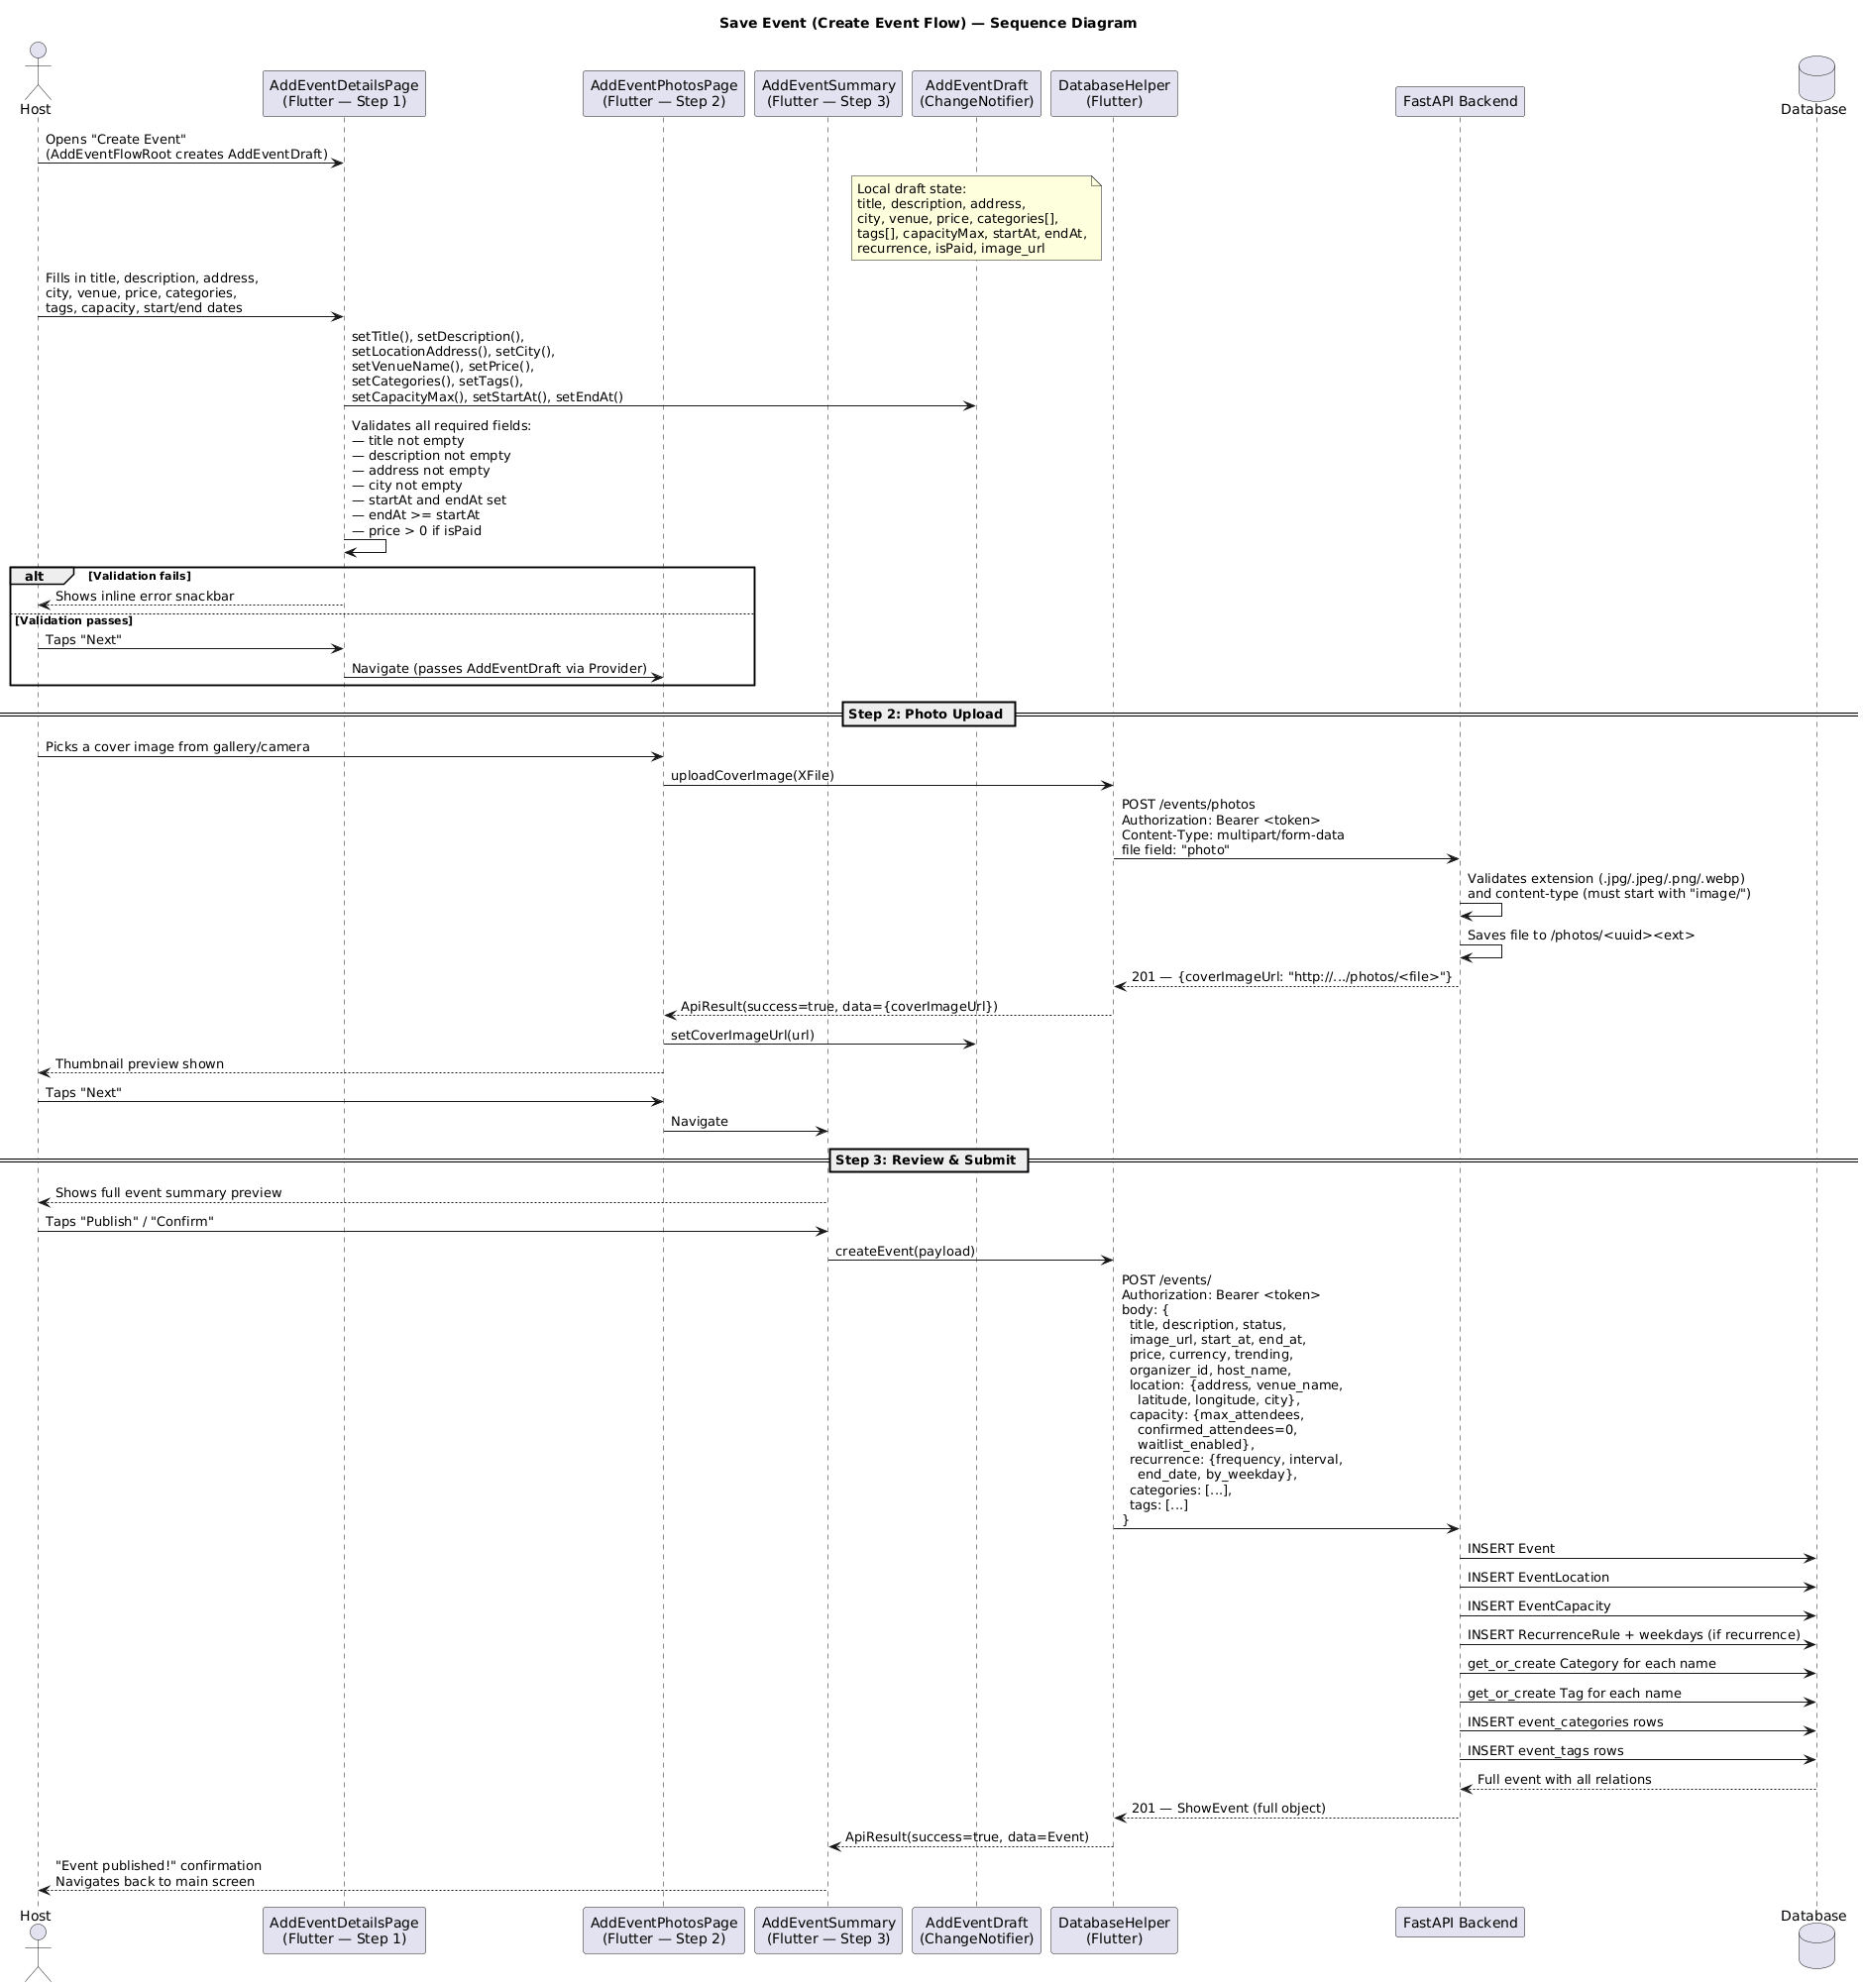 Save Event (Create Event Flow) — Sequence Diagram
Host
AddEventDetailsPage
(Flutter — Step 1)
AddEventPhotosPage
(Flutter — Step 2)
AddEventSummary
(Flutter — Step 3)
AddEventDraft
(ChangeNotifier)
DatabaseHelper
(Flutter)
FastAPI Backend
Database
Opens "Create Event"
(AddEventFlowRoot creates AddEventDraft)
Local draft state:
title, description, address,
city, venue, price, categories[],
tags[], capacityMax, startAt, endAt,
recurrence, isPaid, image_url
Fills in title, description, address,
city, venue, price, categories,
tags, capacity, start/end dates
setTitle(), setDescription(),
setLocationAddress(), setCity(),
setVenueName(), setPrice(),
setCategories(), setTags(),
setCapacityMax(), setStartAt(), setEndAt()
Validates all required fields:
— title not empty
— description not empty
— address not empty
— city not empty
— startAt and endAt set
— endAt >= startAt
— price > 0 if isPaid
alt [Validation fails]
Shows inline error snackbar
[Validation passes]
Taps "Next"
Navigate (passes AddEventDraft via Provider)
Step 2: Photo Upload
Picks a cover image from gallery/camera
uploadCoverImage(XFile)
POST /events/photos
Authorization: Bearer <token>
Content-Type: multipart/form-data
file field: "photo"
Validates extension (.jpg/.jpeg/.png/.webp)
and content-type (must start with "image/")
Saves file to /photos/<uuid><ext>
201 — {coverImageUrl: "http://.../photos/<file>"}
ApiResult(success=true, data={coverImageUrl})
setCoverImageUrl(url)
Thumbnail preview shown
Taps "Next"
Navigate
Step 3: Review & Submit
Shows full event summary preview
Taps "Publish" / "Confirm"
createEvent(payload)
POST /events/
Authorization: Bearer <token>
body: {
title, description, status,
image_url, start_at, end_at,
price, currency, trending,
organizer_id, host_name,
location: {address, venue_name,
latitude, longitude, city},
capacity: {max_attendees,
confirmed_attendees=0,
waitlist_enabled},
recurrence: {frequency, interval,
end_date, by_weekday},
categories: [...],
tags: [...]
}
INSERT Event
INSERT EventLocation
INSERT EventCapacity
INSERT RecurrenceRule + weekdays (if recurrence)
get_or_create Category for each name
get_or_create Tag for each name
INSERT event_categories rows
INSERT event_tags rows
Full event with all relations
201 — ShowEvent (full object)
ApiResult(success=true, data=Event)
"Event published!" confirmation
Navigates back to main screen
Host
AddEventDetailsPage
(Flutter — Step 1)
AddEventPhotosPage
(Flutter — Step 2)
AddEventSummary
(Flutter — Step 3)
AddEventDraft
(ChangeNotifier)
DatabaseHelper
(Flutter)
FastAPI Backend
Database